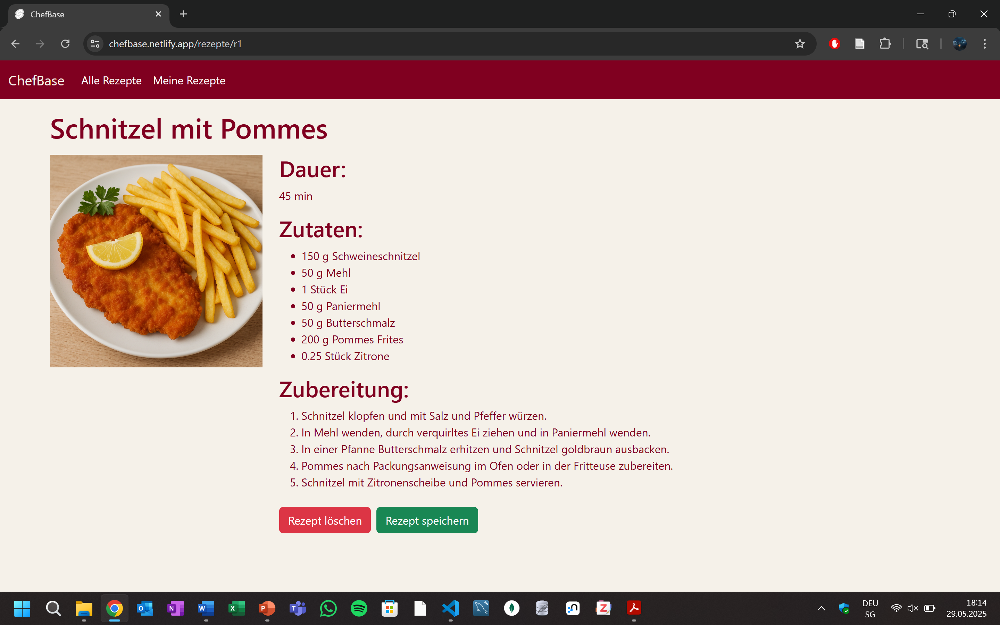 ChefBase
chefbase.netlify.app/rezepte/r1
ChefBase Alle Rezepte Meine Rezepte
Schnitzel mit Pommes
Dauer:
45 min
Zutaten:
150 g Schweineschnitzel
50 g Mehl
1 Stück Ei
50 g Paniermehl
50 g Butterschmalz
200 g Pommes Frites
0.25 Stück Zitrone
Zubereitung:
1. Schnitzel klopfen und mit Salz und Pfeffer würzen.
2. In Mehl wenden, durch verquirltes Ei ziehen und in Paniermehl wenden.
3. In einer Pfanne Butterschmalz erhitzen und Schnitzel goldbraun ausbacken.
4. Pommes nach Packungsanweisung im Ofen oder in der Fritteuse zubereiten.
5. Schnitzel mit Zitronenscheibe und Pommes servieren.
Rezept löschen Rezept speichern
DEU
SG
18:14
29.05.2025